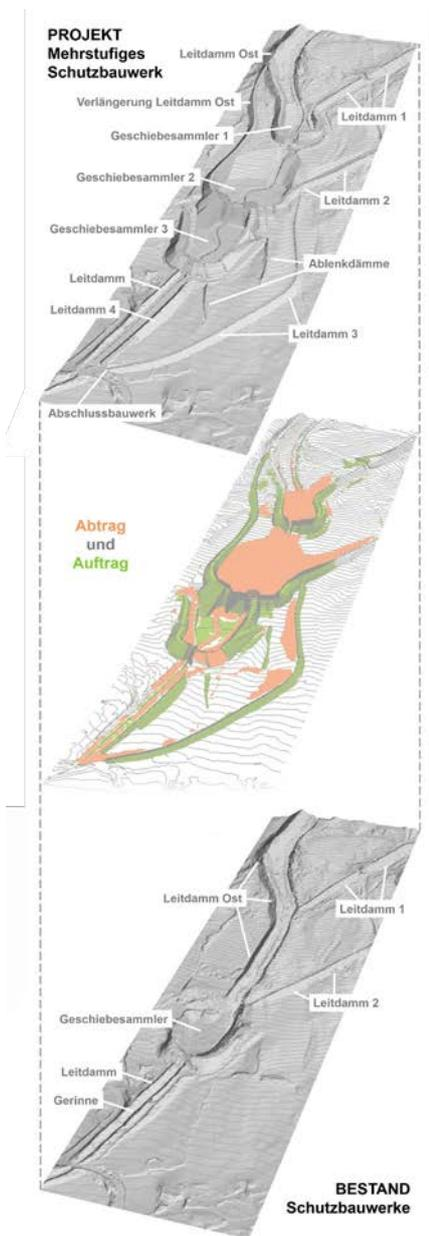 PROJEKT
Mehrstufiges
Schutzbauwerk
Leitdamm Ost
Verlängerung Leitdamm Ost
Leitdamm 1
Geschiebesammler 1
Geschiebesammler 2
Leitdamm 2
Geschiebesammler 3
Ablenkdämme
Leitdamm
Leitdamm 4
Leitdamm 3
Abschlussbauwerk
Abtrag
und
Auftrag
Leitdamm Ost
Leitdamm 1
Leitdamm 2
Geschiebesammler
Leitdamm
Gerinne
BESTAND
Schutzbauwerke